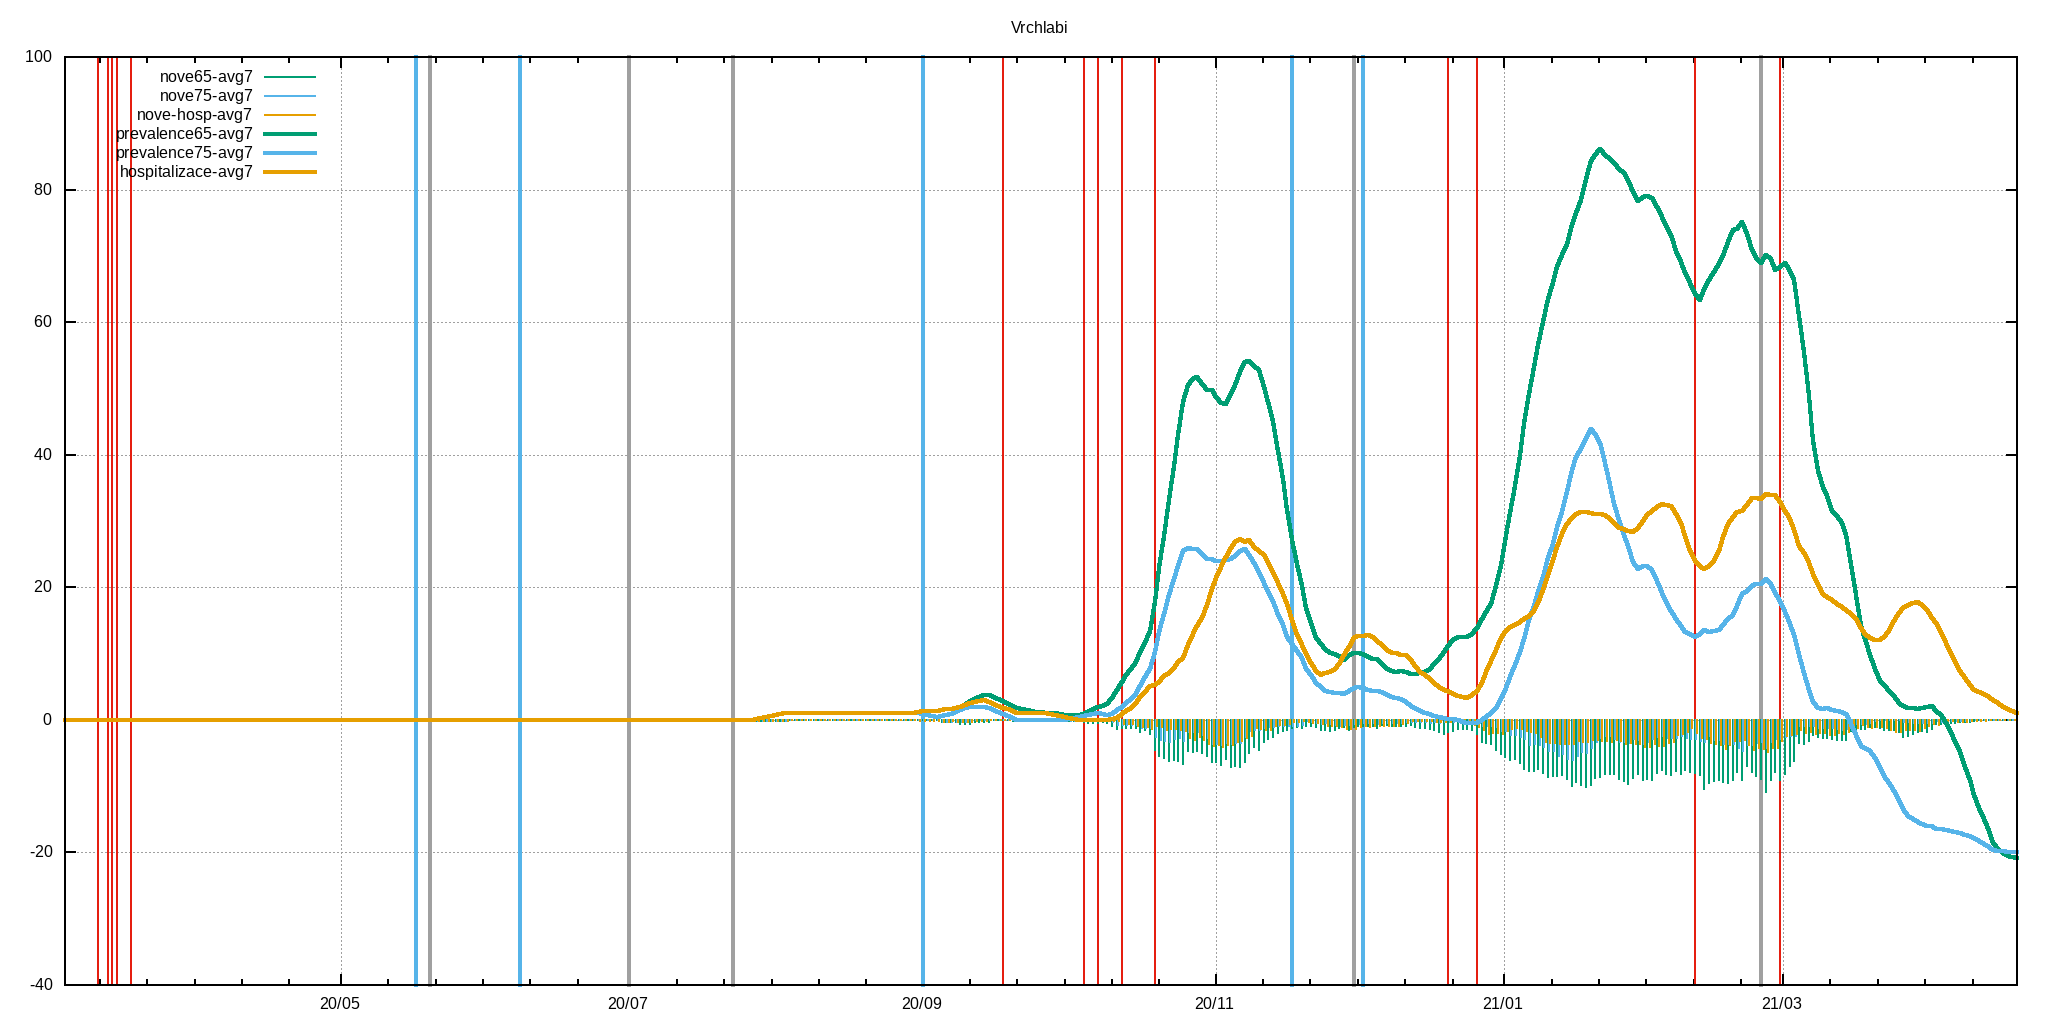 Vrchlabi
100
80
60
40
20
0
-20
-40
nove65-avg7
nove75-avg7
nove-hosp-avg7
prevalence65-avg7
prevalence75-avg7
hospitalizace-avg7
20/05 20/07 20/09 20/11 21/01 21/03